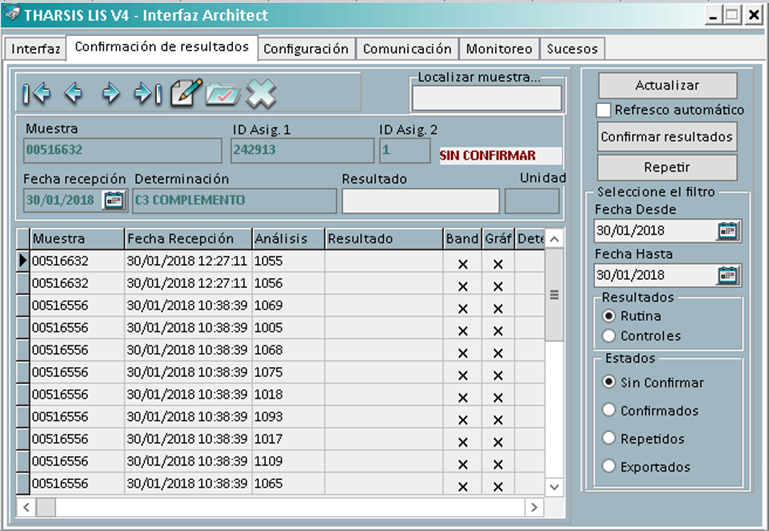 THARSIS LIS V4 - Interfaz Architect
Interfaz Confirmación de resultados Configuración Comunicación Monitoreo Sucesos
Localizar muestra...
Muestra ID Asig. 1 ID Asig. 2
00516632 242913 1 SIN CONFIRMAR
Fecha recepción Determinación Resultado Unidad
30/01/2018 C3 COMPLEMENTO
Muestra Fecha Recepción Análisis Resultado Band Gráf Dete
00516632 30/01/2018 12:27:11 1055 × ×
00516632 30/01/2018 12:27:11 1056 × ×
00516556 30/01/2018 10:38:39 1069 × ×
00516556 30/01/2018 10:38:39 1005 × ×
00516556 30/01/2018 10:38:39 1068 × ×
00516556 30/01/2018 10:38:39 1075 × ×
00516556 30/01/2018 10:38:39 1018 × ×
00516556 30/01/2018 10:38:39 1093 × ×
00516556 30/01/2018 10:38:39 1017 × ×
00516556 30/01/2018 10:38:39 1109 × ×
00516556 30/01/2018 10:38:39 1065 × ×
Actualizar
Refresco automático
Confirmar resultados
Repetir
Seleccione el filtro
Fecha Desde
30/01/2018
Fecha Hasta
30/01/2018
Resultados
Rutina
Controles
Estados
Sin Confirmar
Confirmados
Repetidos
Exportados